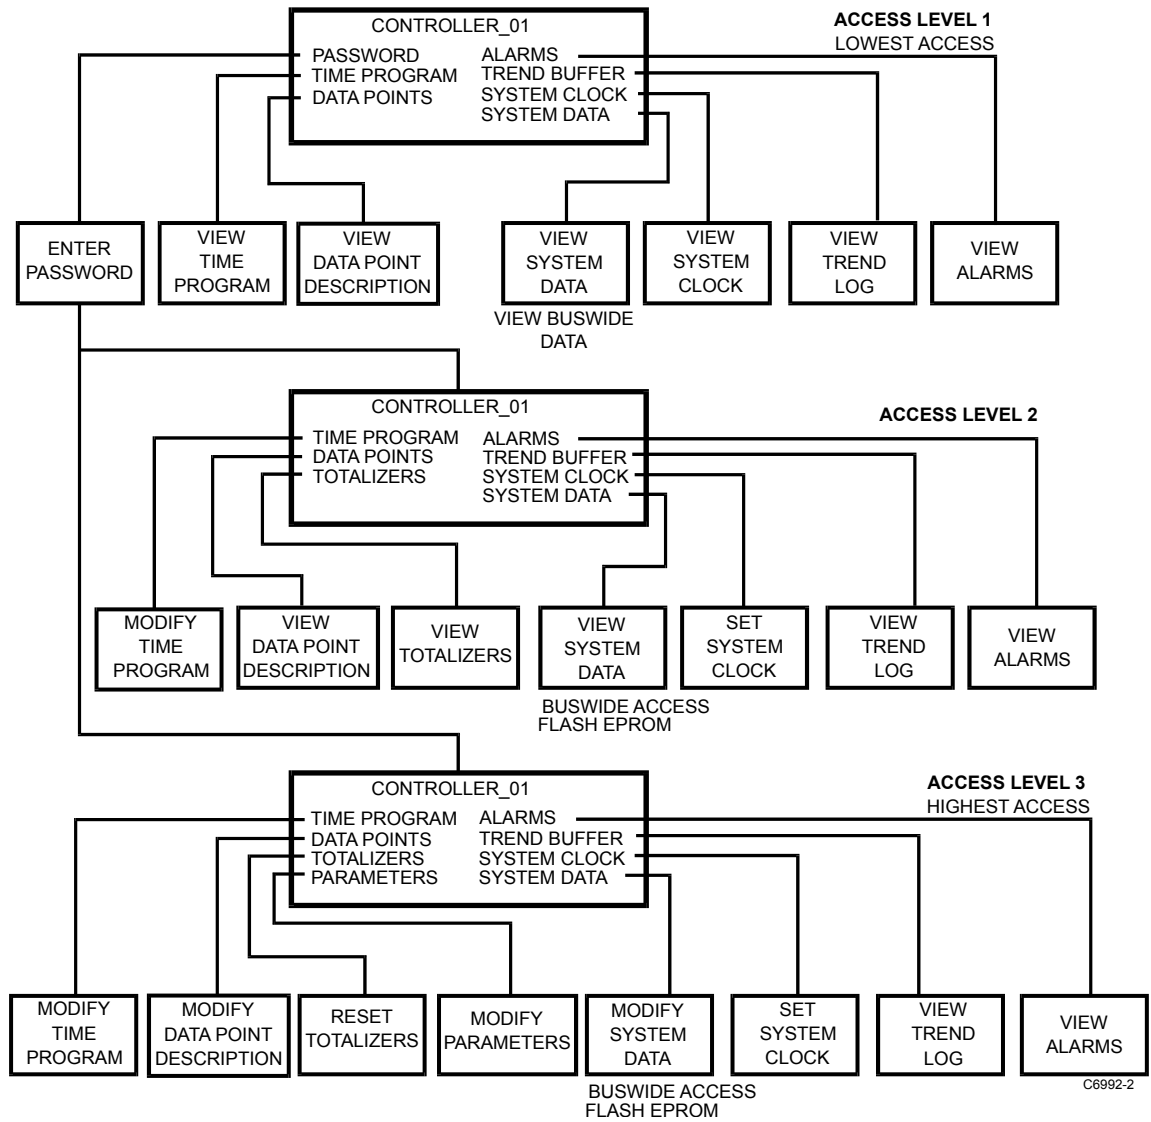 CONTROLLER_01
ACCESS LEVEL 1
LOWEST ACCESS
PASSWORD
TIME PROGRAM
DATA POINTS
ALARMS
TREND BUFFER
SYSTEM CLOCK
SYSTEM DATA
ENTER
PASSWORD
VIEW
TIME
PROGRAM
VIEW
DATA POINT
DESCRIPTION
VIEW
SYSTEM
DATA
VIEW BUSWIDE
DATA
VIEW
SYSTEM
CLOCK
VIEW
TREND
LOG
VIEW
ALARMS
CONTROLLER_01
ACCESS LEVEL 2
TIME PROGRAM
DATA POINTS
TOTALIZERS
ALARMS
TREND BUFFER
SYSTEM CLOCK
SYSTEM DATA
MODIFY
TIME
PROGRAM
VIEW
DATA POINT
DESCRIPTION
VIEW
TOTALIZERS
VIEW
SYSTEM
DATA
BUSWIDE ACCESS
FLASH EPROM
SET
SYSTEM
CLOCK
VIEW
TREND
LOG
VIEW
ALARMS
CONTROLLER_01
ACCESS LEVEL 3
HIGHEST ACCESS
TIME PROGRAM
DATA POINTS
TOTALIZERS
PARAMETERS
ALARMS
TREND BUFFER
SYSTEM CLOCK
SYSTEM DATA
MODIFY
TIME
PROGRAM
MODIFY
DATA POINT
DESCRIPTION
RESET
TOTALIZERS
MODIFY
PARAMETERS
MODIFY
SYSTEM
DATA
BUSWIDE ACCESS
FLASH EPROM
SET
SYSTEM
CLOCK
VIEW
TREND
LOG
VIEW
ALARMS
C6992-2